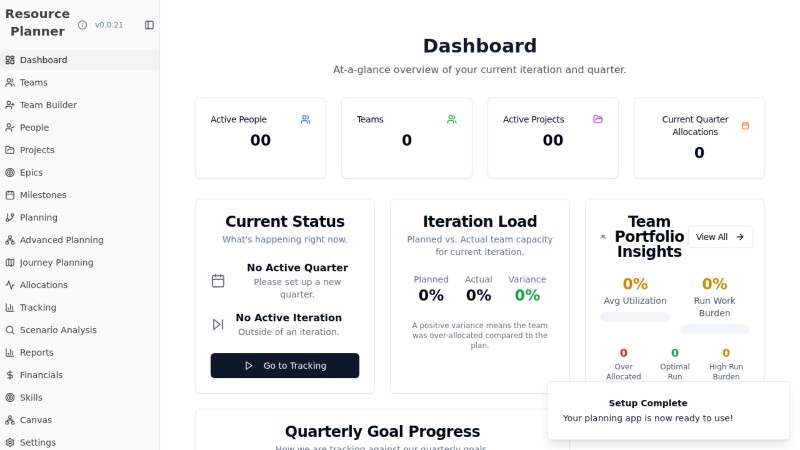 Resource
Planner
v0.0.21
Dashboard
Teams
Team Builder
People
Projects
Epics
Milestones
Planning
Advanced Planning
Journey Planning
Allocations
Tracking
Scenario Analysis
Reports
Financials
Skills
Canvas
Settings
Dashboard
At-a-glance overview of your current iteration and quarter.
Active People
00
Teams
0
Active Projects
00
Current Quarter
Allocations
0
Current Status
What's happening right now.
No Active Quarter
Please set up a new
quarter.
No Active Iteration
Outside of an iteration.
Go to Tracking
Iteration Load
Planned vs. Actual team capacity
for current iteration.
Planned
0%
Actual
0%
Variance
0%
A positive variance means the team
was over-allocated compared to the
plan.
Team
Portfolio
Insights
View All
0%
Avg Utilization
0%
Run Work
Burden
0
Over
Allocated
0
Optimal
Run
0
High Run
Burden
Quarterly Goal Progress
How we are tracking against our quarterly goals.
Setup Complete
Your planning app is now ready to use!